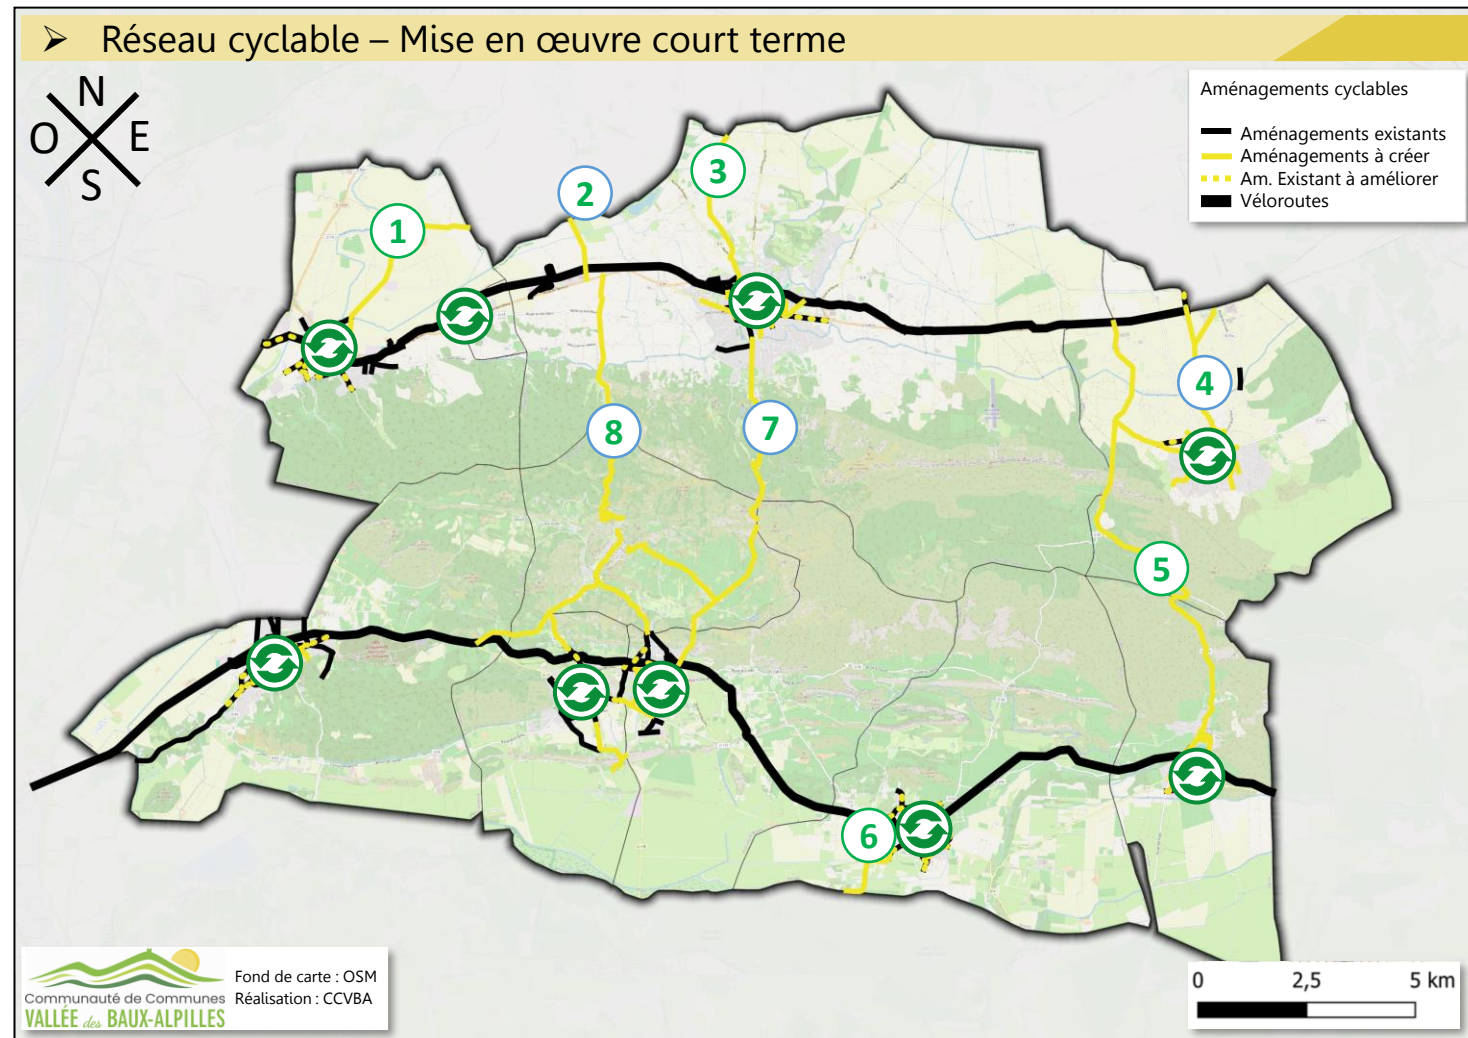 ➢ Réseau cyclable – Mise en œuvre court terme
N
O E
S
Aménagements cyclables
Aménagements existants
Aménagements à créer
Am. Existant à améliorer
Véloroutes
1
2
3
4
5
6
7
8
Communauté de Communes
VALLÉE des BAUX-ALPILLES
Fond de carte : OSM
Réalisation : CCVBA
0 2,5 5 km